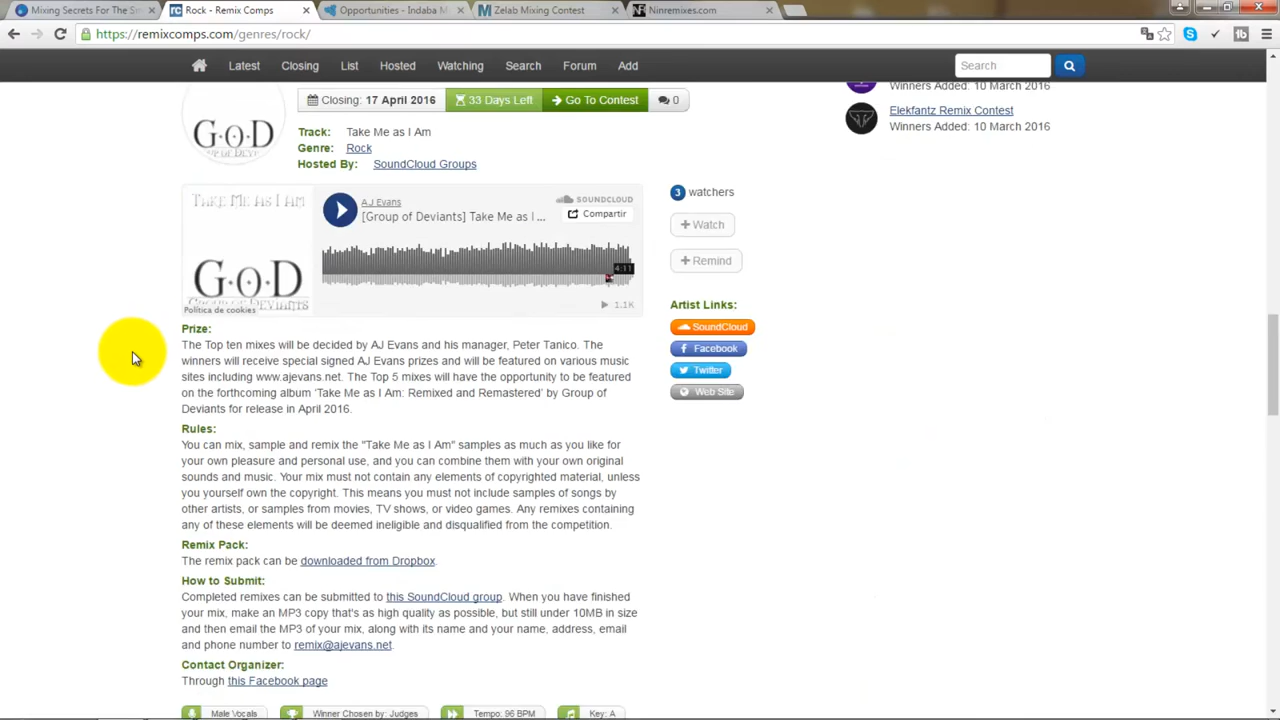 Mixing Secrets For The Sm
Rock - Remix Comps
Opportunities - Indaba M
Zelab Mixing Contest
Ninremixes.com
https://remixcomps.com/genres/rock/
Latest Closing List Hosted Watching Search Forum Add
Search
Closing: 17 April 2016 33 Days Left Go To Contest 0
Winners Added: 10 March 2016
Elekfantz Remix Contest
Winners Added: 10 March 2016
G·O·D
Track: Take Me as I Am
Genre: Rock
Hosted By: SoundCloud Groups
3 watchers
TAKE ME AS I AM
A.J Evans
[Group of Deviants] Take Me as I ...
SOUNDCLOUD
Compartir
+ Watch
+ Remind
G·O·D
GROUP OF DEVIANTS
4:11
1.1K
Política de cookies
Artist Links:
SoundCloud
Facebook
Twitter
Web Site
Prize:
The Top ten mixes will be decided by AJ Evans and his manager, Peter Tanico. The
winners will receive special signed AJ Evans prizes and will be featured on various music
sites including www.ajevans.net. The Top 5 mixes will have the opportunity to be featured
on the forthcoming album 'Take Me as I Am: Remixed and Remastered' by Group of
Deviants for release in April 2016.
Rules:
You can mix, sample and remix the "Take Me as I Am" samples as much as you like for
your own pleasure and personal use, and you can combine them with your own original
sounds and music. Your mix must not contain any elements of copyrighted material, unless
you yourself own the copyright. This means you must not include samples of songs by
other artists, or samples from movies, TV shows, or video games. Any remixes containing
any of these elements will be deemed ineligible and disqualified from the competition.
Remix Pack:
The remix pack can be downloaded from Dropbox.
How to Submit:
Completed remixes can be submitted to this SoundCloud group. When you have finished
your mix, make an MP3 copy that's as high quality as possible, but still under 10MB in size
and then email the MP3 of your mix, along with its name and your name, address, email
and phone number to remix@ajevans.net.
Contact Organizer:
Through this Facebook page
Male Vocals Winner Chosen by: Judges Tempo: 96 BPM Key: A